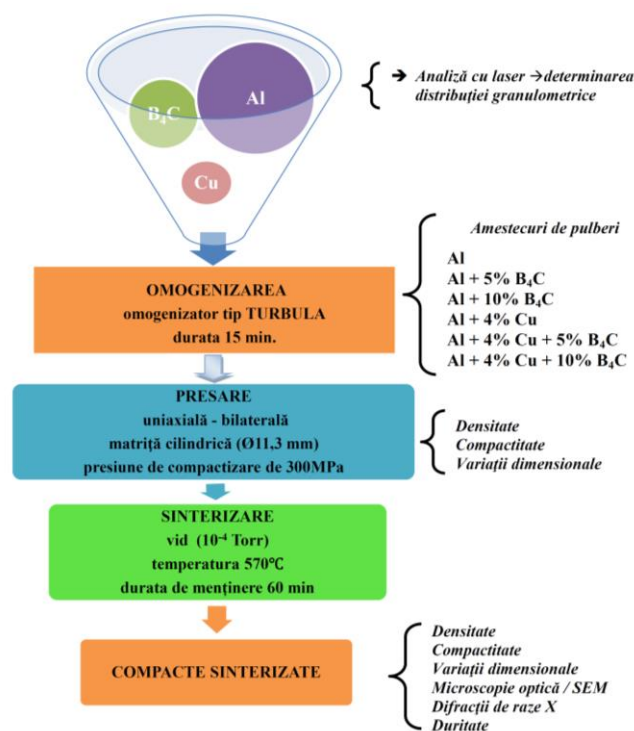 B₄C
Al
Cu
➔ Analiză cu laser →determinarea
distribuției granulometrice
OMOGENIZAREA
omogenizator tip TURBULA
durata 15 min.
Amestecuri de pulberi
Al
Al + 5% B₄C
Al + 10% B₄C
Al + 4% Cu
Al + 4% Cu + 5% B₄C
Al + 4% Cu + 10% B₄C
PRESARE
uniaxială - bilaterală
matriță cilindrică (Ø11,3 mm)
presiune de compactizare de 300MPa
Densitate
Compactitate
Variații dimensionale
SINTERIZARE
vid (10⁻⁴ Torr)
temperatura 570℃
durata de menținere 60 min
COMPACTE SINTERIZATE
Densitate
Compactitate
Variații dimensionale
Microscopie optică / SEM
Difracții de raze X
Duritate